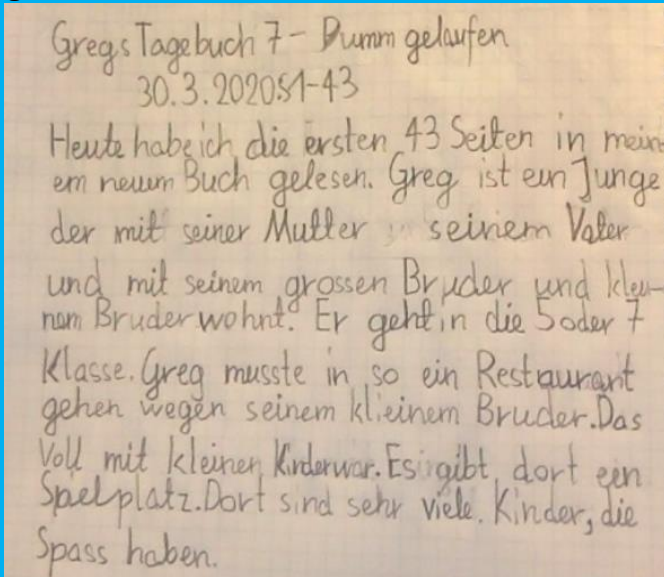 Gregs Tagebuch 7 - Dumm gelaufen
30.3.2020 S1-43
Heute habe ich die ersten 43 Seiten in mein-
em neuem Buch gelesen. Greg ist ein Junge
der mit seiner Mutter seinem Vater
und mit seinem grossen Bruder und klei-
nem Bruder wohnt. Er geht in die 5 oder 7
Klasse. Greg musste in so ein Restaurant
gehen wegen seinem kleinem Bruder. Das
Voll mit kleinen Kinder war. Es gibt dort ein
Spielplatz. Dort sind sehr viele Kinder, die
Spass haben.